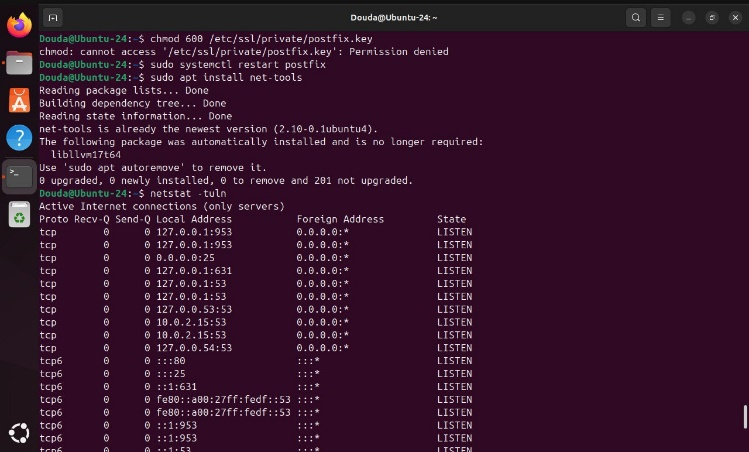 Douda@Ubuntu-24: ~
Douda@Ubuntu-24:~$ chmod 600 /etc/ssl/private/postfix.key
chmod: cannot access '/etc/ssl/private/postfix.key': Permission denied
Douda@Ubuntu-24:~$ sudo systemctl restart postfix
Douda@Ubuntu-24:~$ sudo apt install net-tools
Reading package lists... Done
Building dependency tree... Done
Reading state information... Done
net-tools is already the newest version (2.10-0.1ubuntu4).
The following package was automatically installed and is no longer required:
  libllvm17t64
Use 'sudo apt autoremove' to remove it.
0 upgraded, 0 newly installed, 0 to remove and 201 not upgraded.
Douda@Ubuntu-24:~$ netstat -tuln
Active Internet connections (only servers)
Proto Recv-Q Send-Q Local Address           Foreign Address         State
tcp        0      0 127.0.0.1:953           0.0.0.0:*               LISTEN
tcp        0      0 127.0.0.1:953           0.0.0.0:*               LISTEN
tcp        0      0 0.0.0.0:25              0.0.0.0:*               LISTEN
tcp        0      0 127.0.0.1:631           0.0.0.0:*               LISTEN
tcp        0      0 127.0.0.1:53            0.0.0.0:*               LISTEN
tcp        0      0 127.0.0.1:53            0.0.0.0:*               LISTEN
tcp        0      0 127.0.0.53:53           0.0.0.0:*               LISTEN
tcp        0      0 10.0.2.15:53            0.0.0.0:*               LISTEN
tcp        0      0 10.0.2.15:53            0.0.0.0:*               LISTEN
tcp        0      0 127.0.0.54:53           0.0.0.0:*               LISTEN
tcp6       0      0 :::80                   :::*                    LISTEN
tcp6       0      0 :::25                   :::*                    LISTEN
tcp6       0      0 ::1:631                 :::*                    LISTEN
tcp6       0      0 fe80::a00:27ff:fedf::53 :::*                    LISTEN
tcp6       0      0 fe80::a00:27ff:fedf::53 :::*                    LISTEN
tcp6       0      0 ::1:953                 :::*                    LISTEN
tcp6       0      0 ::1:953                 :::*                    LISTEN
tcp6       0      0 ::1:53                  :::*                    LISTEN